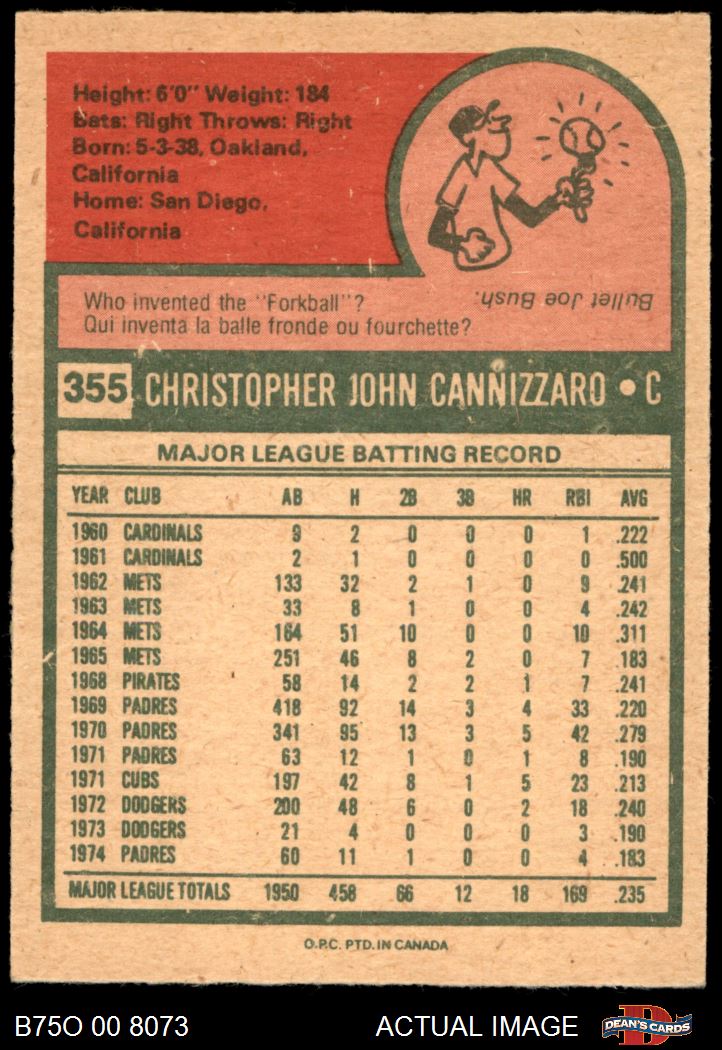 Height: 6'0" Weight: 184
Bats: Right Throws: Right
Born: 5-3-38, Oakland,
California
Home: San Diego,
California
Who invented the "Forkball"?
Qui inventa la balle fronde ou fourchette?
Bullet Joe Bush.
355 CHRISTOPHER JOHN CANNIZZARO • C
MAJOR LEAGUE BATTING RECORD
YEAR CLUB AB H 2B 3B HR RBI AVG
1960 CARDINALS 9 2 0 0 0 1 .222
1961 CARDINALS 2 1 0 0 0 0 .500
1962 METS 133 32 2 1 0 9 .241
1963 METS 33 8 1 0 0 4 .242
1964 METS 164 51 10 0 0 10 .311
1965 METS 251 46 8 2 0 7 .183
1968 PIRATES 58 14 2 2 1 7 .241
1969 PADRES 418 92 14 3 4 33 .220
1970 PADRES 341 95 13 3 5 42 .279
1971 PADRES 63 12 1 0 1 8 .190
1971 CUBS 197 42 8 1 5 23 .213
1972 DODGERS 200 48 6 0 2 18 .240
1973 DODGERS 21 4 0 0 0 3 .190
1974 PADRES 60 11 1 0 0 4 .183
MAJOR LEAGUE TOTALS 1950 458 66 12 18 169 .235
O.P.C. PTD. IN CANADA
B75O 00 8073
ACTUAL IMAGE
D
DEAN'S CARDS